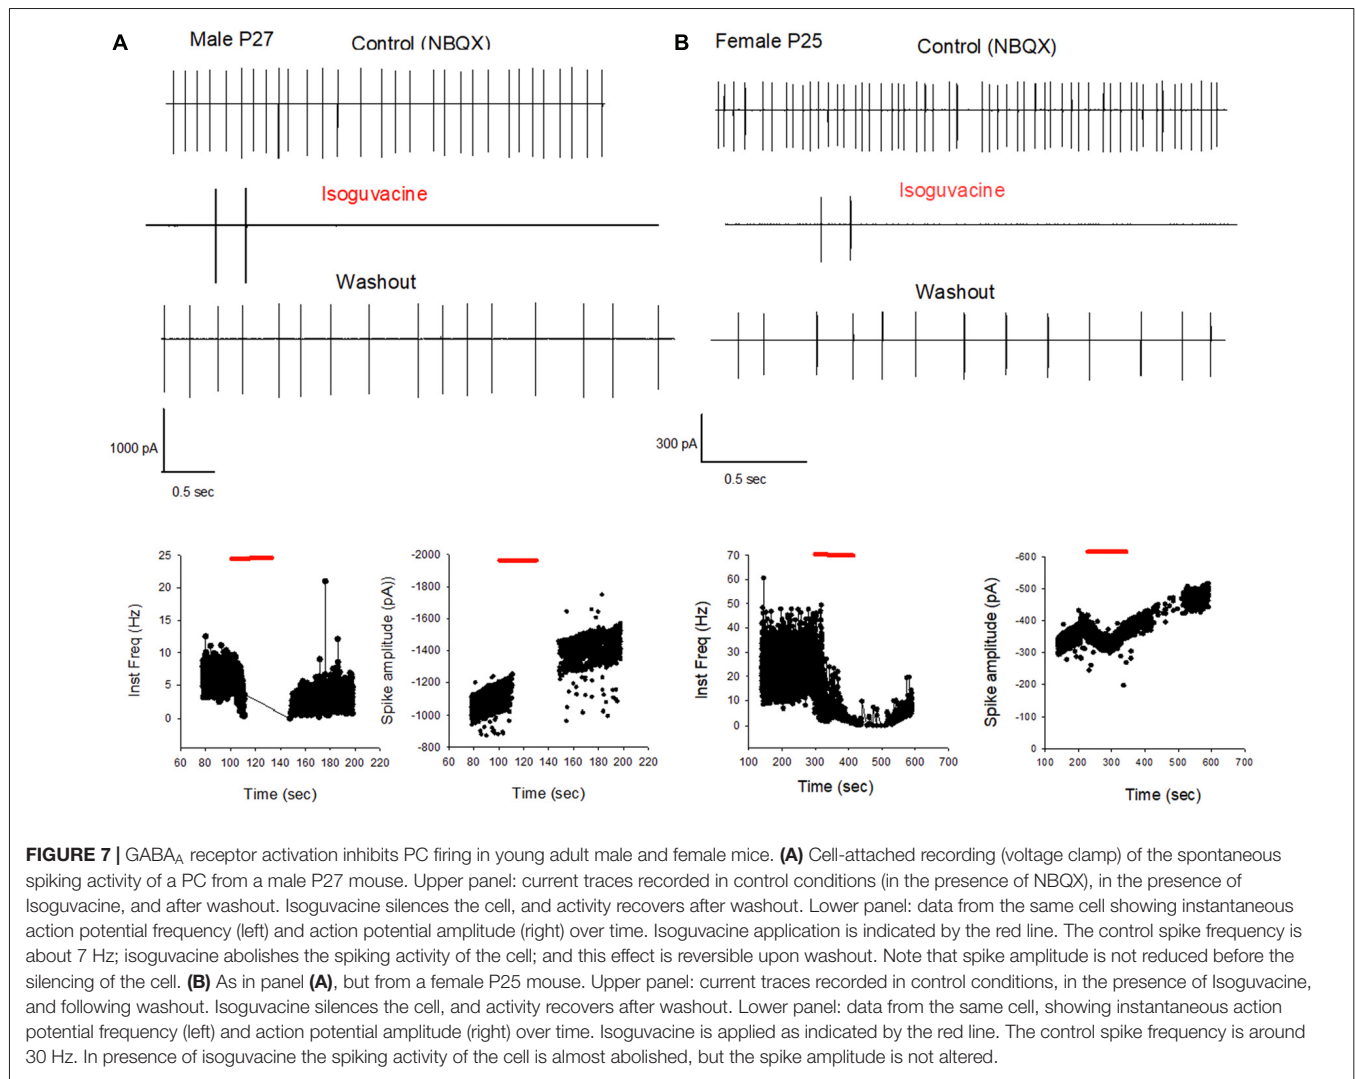 A
Male P27
Control (NBQX)
Isoguvacine
Washout
1000 pA
0.5 sec
B
Female P25
Control (NBQX)
Isoguvacine
Washout
300 pA
0.5 sec
Inst Freq (Hz)
25
20
15
10
5
0
60 80 100 120 140 160 180 200 220
Time (sec)
Spike amplitude (pA))
-2000
-1800
-1600
-1400
-1200
-1000
-800
60 80 100 120 140 160 180 200 220
Time (sec)
Inst Freq (Hz)
70
60
50
40
30
20
10
0
100 200 300 400 500 600 700
Time (sec)
Spike amplitude (pA)
-600
-500
-400
-300
-200
-100
0
100 200 300 400 500 600 700
Time (sec)
FIGURE 7 | GABAA receptor activation inhibits PC firing in young adult male and female mice. (A) Cell-attached recording (voltage clamp) of the spontaneous
spiking activity of a PC from a male P27 mouse. Upper panel: current traces recorded in control conditions (in the presence of NBQX), in the presence of
Isoguvacine, and after washout. Isoguvacine silences the cell, and activity recovers after washout. Lower panel: data from the same cell showing instantaneous
action potential frequency (left) and action potential amplitude (right) over time. Isoguvacine application is indicated by the red line. The control spike frequency is
about 7 Hz; isoguvacine abolishes the spiking activity of the cell; and this effect is reversible upon washout. Note that spike amplitude is not reduced before the
silencing of the cell. (B) As in panel (A), but from a female P25 mouse. Upper panel: current traces recorded in control conditions, in the presence of Isoguvacine,
and following washout. Isoguvacine silences the cell, and activity recovers after washout. Lower panel: data from the same cell, showing instantaneous action
potential frequency (left) and action potential amplitude (right) over time. Isoguvacine is applied as indicated by the red line. The control spike frequency is around
30 Hz. In presence of isoguvacine the spiking activity of the cell is almost abolished, but the spike amplitude is not altered.